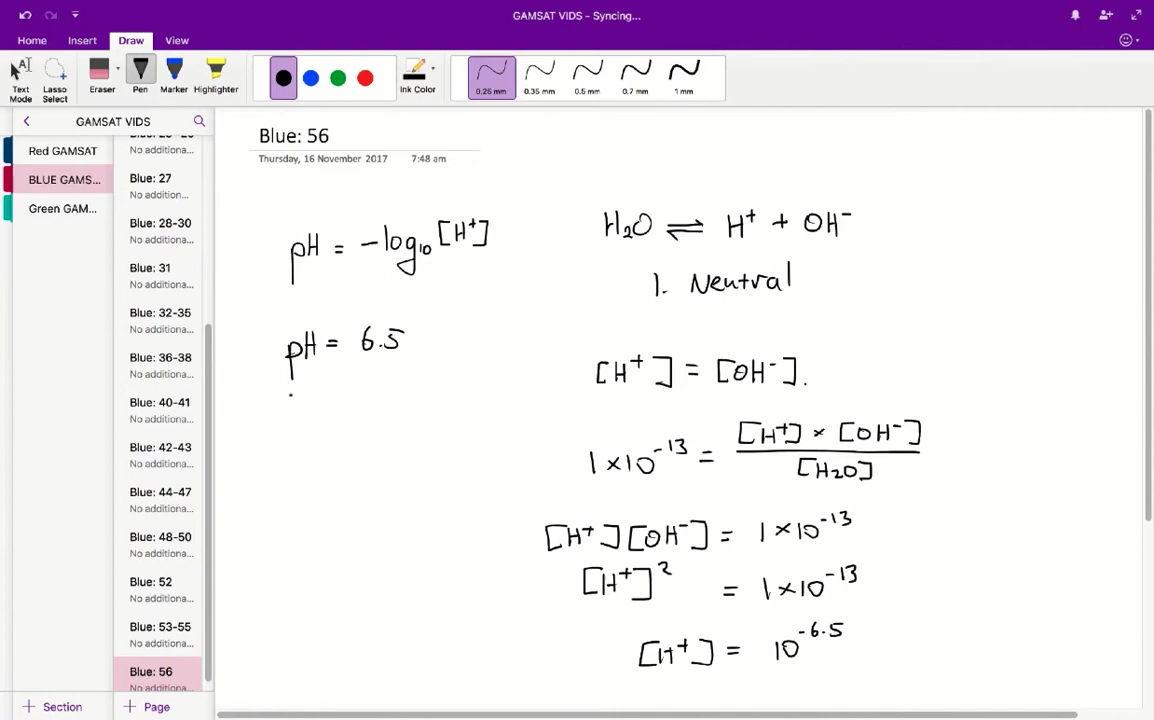 GAMSAT VIDS - Syncing...
Home Insert Draw View
Text Mode
Lasso Select
Eraser
Pen
Marker
Highlighter
Ink Color
0.25 mm
0.35 mm
0.5 mm
0.7 mm
1 mm
GAMSAT VIDS
Red GAMSAT
BLUE GAMS...
Green GAM...
No additiona...
Blue: 27
No addition...
Blue: 28-30
No additiona...
Blue: 31
No additiona...
Blue: 32-35
No additiona...
Blue: 36-38
No additiona...
Blue: 40-41
No additiona...
Blue: 42-43
No additiona...
Blue: 44-47
No additiona...
Blue: 48-50
No additiona...
Blue: 52
No additiona...
Blue: 53-55
No additiona...
Blue: 56
No additiona...
+ Section
+ Page
Blue: 56
Thursday, 16 November 2017 7:48 am
pH = -log₁₀ [H⁺]
pH = 6.5
H₂O ⇌ H⁺ + OH⁻
1. Neutral
[H⁺] = [OH⁻].
1 × 10⁻¹³ = [H⁺] × [OH⁻]
[H₂O]
[H⁺][OH⁻] = 1 × 10⁻¹³
[H⁺]² = 1 × 10⁻¹³
[H⁺] = 10^-6.5